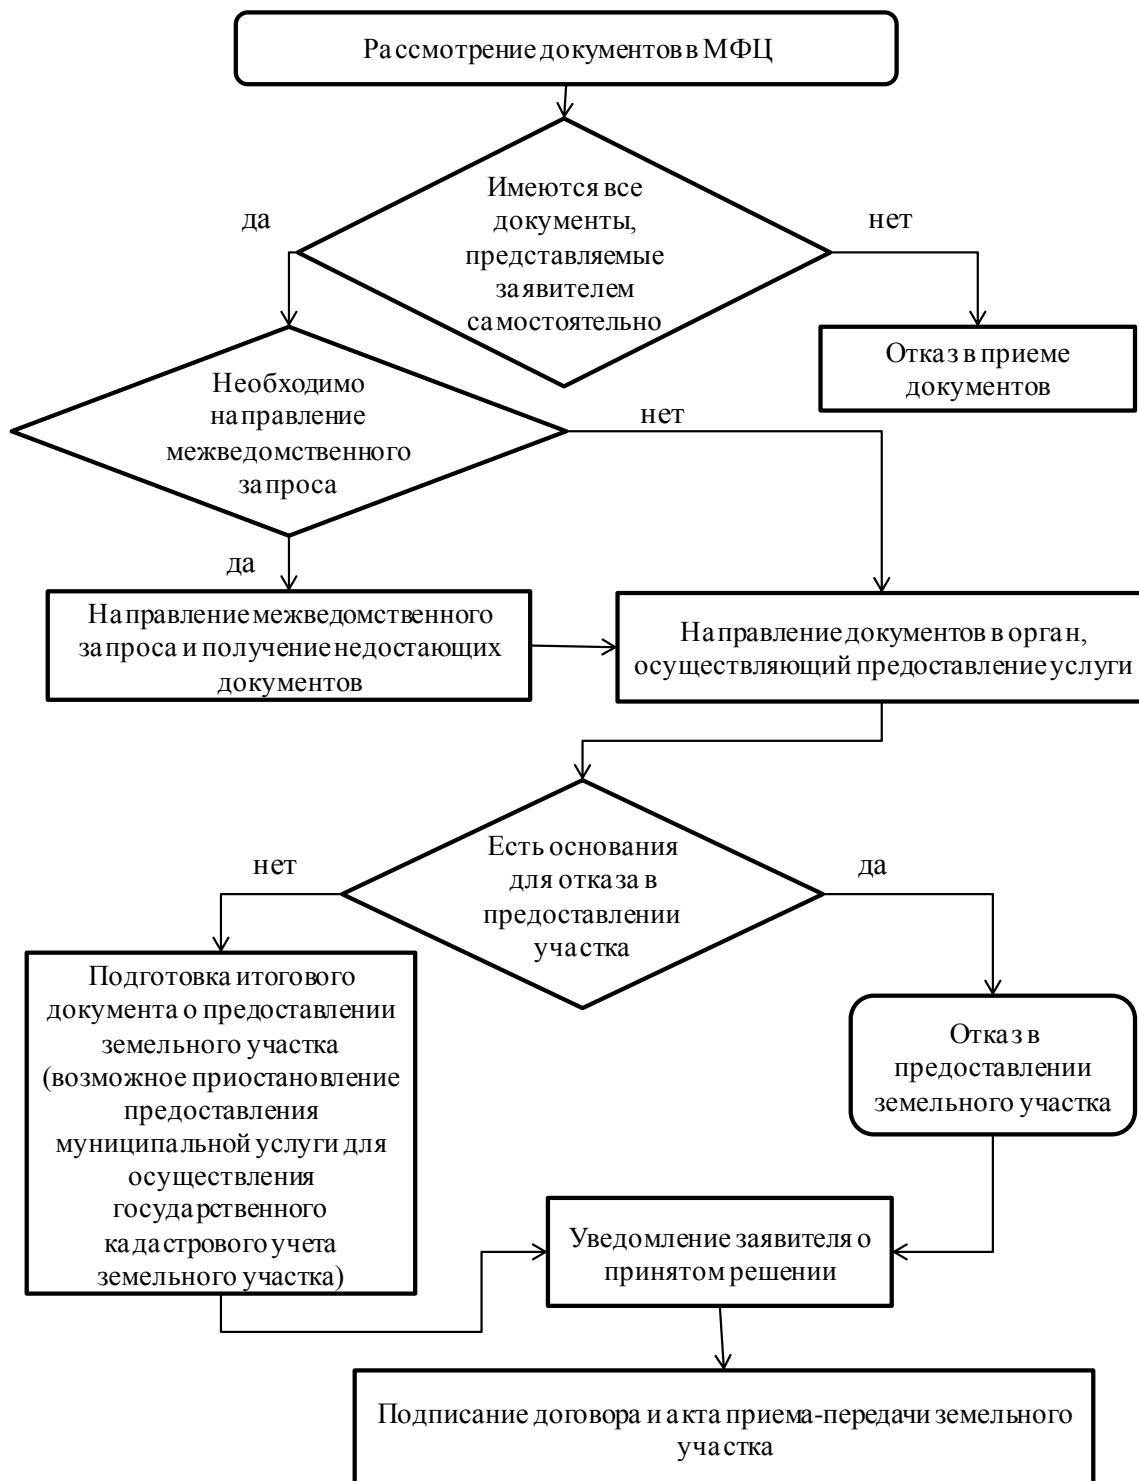 Рассмотрение документов в МФЦ
Имеются все
документы,
представляемые
заявителем
самостоятельно
да
нет
Отказ в приеме
документов
Необходимо
направление
межведомственного
запроса
нет
да
Направление межведомственного
запроса и получение недостающих
документов
Направление документов в орган,
осуществляющий предоставление услуги
Есть основания
для отказа в
предоставлении
участка
нет
да
Подготовка итогового
документа о предоставлении
земельного участка
(возможное приостановление
предоставления
муниципальной услуги для
осуществления
государственного
кадастрового учета
земельного участка)
Отказ в
предоставлении
земельного участка
Уведомление заявителя о
принятом решении
Подписание договора и акта приема-передачи земельного
участка